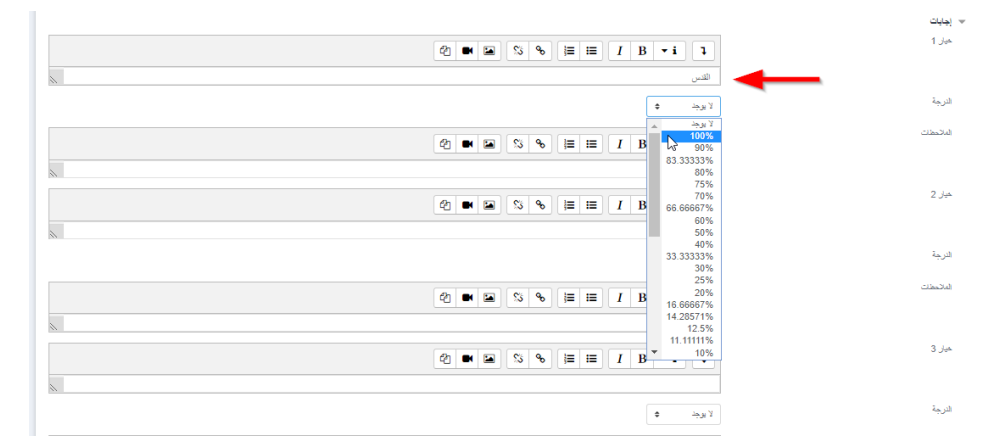 إجابات
خيار 1
القدس
الدرجة
لا يوجد
لا يوجد
100%
90%
83.33333%
80%
75%
70%
66.66667%
60%
50%
40%
33.33333%
30%
25%
20%
16.66667%
14.28571%
12.5%
11.11111%
10%
الملاحظات
خيار 2
الدرجة
الملاحظات
خيار 3
الدرجة
لا يوجد